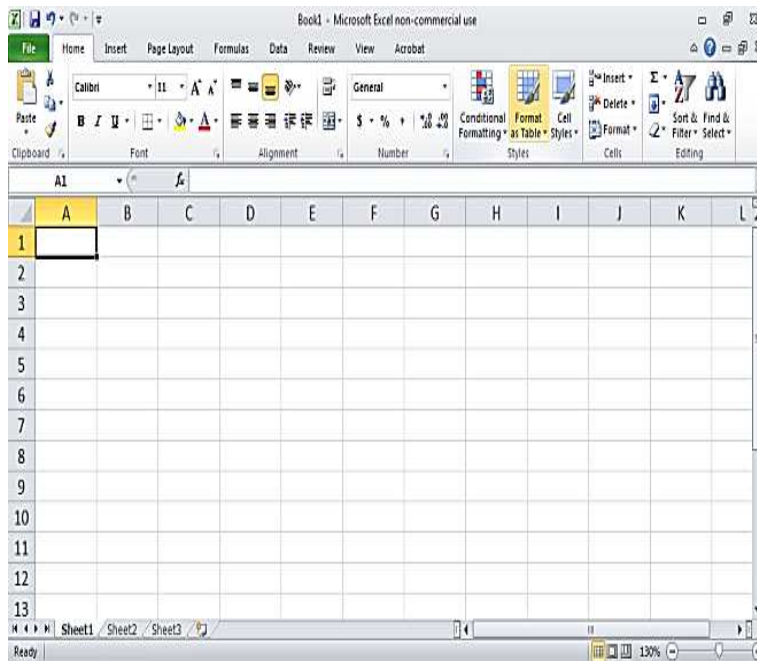 Book1 - Microsoft Excel non-commercial use
File Home Insert Page Layout Formulas Data Review View Acrobat
Calibri 11 A A General Insert Σ
Paste B I U A $ % , .0 .00 Conditional Formatting Format as Table Cell Styles Delete Format Sort & Filter Find & Select
Clipboard Font Alignment Number Styles Cells Editing
A1 fx
A B C D E F G H I J K L
1
2
3
4
5
6
7
8
9
10
11
12
13
Sheet1 Sheet2 Sheet3
Ready 130%